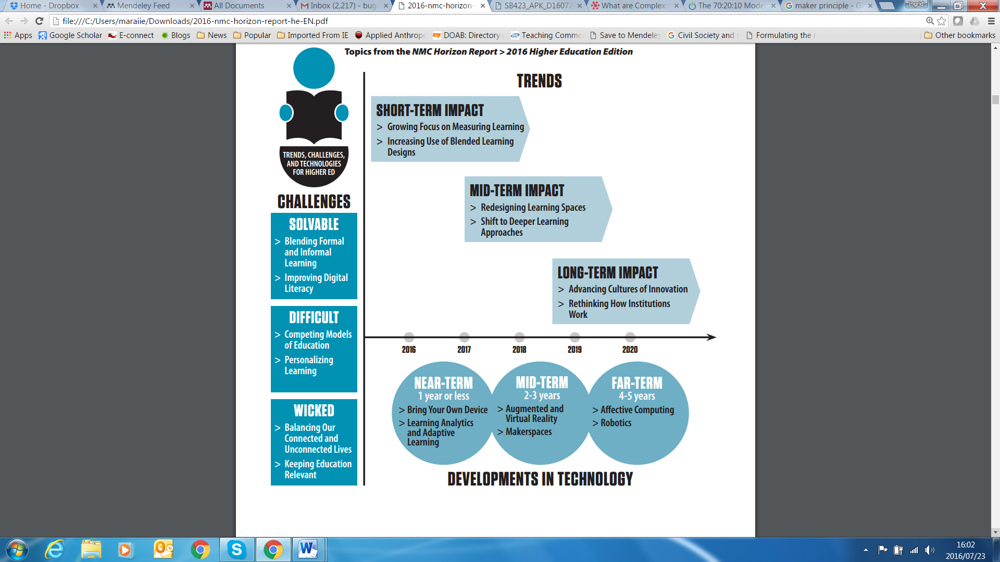 Home - Dropbox
Mendeley Feed
All Documents
Inbox (2,217) - bug
2016-nmc-horizon-
SB423_APK_D16072
What are Complex
The 70:20:10 Mode
maker principle - G
Ingrid
file:///C:/Users/maraiie/Downloads/2016-nmc-horizon-report-he-EN.pdf
Apps
Google Scholar
E-connect
Blogs
News
Popular
Imported From IE
Applied Anthrop
DOAB: Directory
Teaching Commo
Save to Mendeley
Civil Society and
Formulating the
Other bookmarks
Topics from the NMC Horizon Report > 2016 Higher Education Edition
TRENDS, CHALLENGES,
AND TECHNOLOGIES
FOR HIGHER ED
CHALLENGES
SOLVABLE
> Blending Formal
and Informal
Learning
> Improving Digital
Literacy
DIFFICULT
> Competing Models
of Education
> Personalizing
Learning
WICKED
> Balancing Our
Connected and
Unconnected Lives
> Keeping Education
Relevant
TRENDS
SHORT-TERM IMPACT
> Growing Focus on Measuring Learning
> Increasing Use of Blended Learning
Designs
MID-TERM IMPACT
> Redesigning Learning Spaces
> Shift to Deeper Learning
Approaches
LONG-TERM IMPACT
> Advancing Cultures of Innovation
> Rethinking How Institutions
Work
2016
2017
2018
2019
2020
NEAR-TERM
1 year or less
> Bring Your Own Device
> Learning Analytics
and Adaptive
Learning
MID-TERM
2-3 years
> Augmented and
Virtual Reality
> Makerspaces
FAR-TERM
4-5 years
> Affective Computing
> Robotics
DEVELOPMENTS IN TECHNOLOGY
16:02
2016/07/23